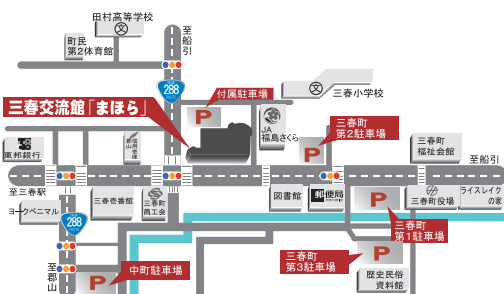 田村高等学校
文
町民
第2体育館
至船引
288
三春交流館「まほら」
付属駐車場
P
文
三春小学校
JA
福島さくら
三春町
第2駐車場
P
三春町
福祉会館
至船引
東邦銀行
至三春駅
ヨークベニマル
三春壱番館
三春町
商工会
図書館
郵便局
P
三春町役場
ライスレイク
の家
288
三春町
第1駐車場
至郡山
P
中町駐車場
三春町
第3駐車場
P
歴史民俗
資料館